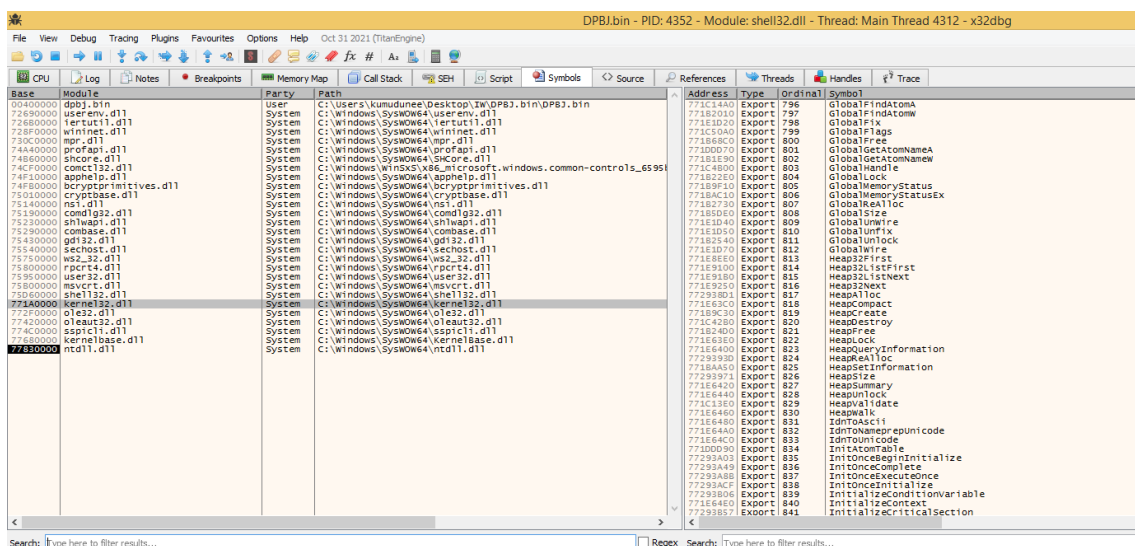 DPBJ.bin - PID: 4352 - Module: shell32.dll - Thread: Main Thread 4312 - x32dbg
File View Debug Tracing Plugins Favourites Options Help Oct 31 2021 (TitanEngine)
CPU Log Notes Breakpoints Memory Map Call Stack SEH Script Symbols Source References Threads Handles Trace
Base Module Party Path
00400000 dpbj.bin User C:\Users\kumudunee\Desktop\IW\DPBJ.bin\DPBJ.bin
72690000 userenv.dll System C:\Windows\SysWOW64\userenv.dll
726B0000 iertutil.dll System C:\Windows\SysWOW64\iertutil.dll
728F0000 wininet.dll System C:\Windows\SysWOW64\wininet.dll
730C0000 mpr.dll System C:\Windows\SysWOW64\mpr.dll
74A40000 profapi.dll System C:\Windows\SysWOW64\profapi.dll
74B60000 shcore.dll System C:\Windows\SysWOW64\SHCore.dll
74CF0000 comctl32.dll System C:\Windows\WinSxS\x86_microsoft.windows.common-controls_6595b
74F10000 apphelp.dll System C:\Windows\SysWOW64\apphelp.dll
74FB0000 bcryptprimitives.dll System C:\Windows\SysWOW64\bcryptprimitives.dll
75010000 cryptbase.dll System C:\Windows\SysWOW64\cryptbase.dll
75140000 nsi.dll System C:\Windows\SysWOW64\nsi.dll
75190000 comdlg32.dll System C:\Windows\SysWOW64\comdlg32.dll
75230000 shlwapi.dll System C:\Windows\SysWOW64\shlwapi.dll
75290000 combase.dll System C:\Windows\SysWOW64\combase.dll
75430000 gdi32.dll System C:\Windows\SysWOW64\gdi32.dll
75540000 sechost.dll System C:\Windows\SysWOW64\sechost.dll
75750000 ws2_32.dll System C:\Windows\SysWOW64\ws2_32.dll
75800000 rpcrt4.dll System C:\Windows\SysWOW64\rpcrt4.dll
75950000 user32.dll System C:\Windows\SysWOW64\user32.dll
75B00000 msvcrt.dll System C:\Windows\SysWOW64\msvcrt.dll
75D60000 shell32.dll System C:\Windows\SysWOW64\shell32.dll
771A0000 kernel32.dll System C:\Windows\SysWOW64\kernel32.dll
772F0000 ole32.dll System C:\Windows\SysWOW64\ole32.dll
77420000 oleaut32.dll System C:\Windows\SysWOW64\oleaut32.dll
774C0000 sspicli.dll System C:\Windows\SysWOW64\sspicli.dll
77680000 kernelbase.dll System C:\Windows\SysWOW64\KernelBase.dll
77830000 ntdll.dll System C:\Windows\SysWOW64\ntdll.dll
Search: Type here to filter results... Regex
Address Type Ordinal Symbol
771C14A0 Export 796 GlobalFindAtomA
771B2010 Export 797 GlobalFindAtomW
771E1D20 Export 798 GlobalFix
771C50A0 Export 799 GlobalFlags
771B68C0 Export 800 GlobalFree
771DDD70 Export 801 GlobalGetAtomNameA
771B1E90 Export 802 GlobalGetAtomNameW
771C4B00 Export 803 GlobalHandle
771B22E0 Export 804 GlobalLock
771B9F10 Export 805 GlobalMemoryStatus
771BAC10 Export 806 GlobalMemoryStatusEx
771B2730 Export 807 GlobalReAlloc
771B5DE0 Export 808 GlobalSize
771E1D40 Export 809 GlobalUnWire
771E1D50 Export 810 GlobalUnfix
771B2540 Export 811 GlobalUnlock
771E1D70 Export 812 GlobalWire
771E8EE0 Export 813 Heap32First
771E9100 Export 814 Heap32ListFirst
771E91B0 Export 815 Heap32ListNext
771E9250 Export 816 Heap32Next
772938D1 Export 817 HeapAlloc
771E63C0 Export 818 HeapCompact
771B9C30 Export 819 HeapCreate
771C42B0 Export 820 HeapDestroy
771B24D0 Export 821 HeapFree
771E63E0 Export 822 HeapLock
771E6400 Export 823 HeapQueryInformation
7729393D Export 824 HeapReAlloc
771BAA50 Export 825 HeapSetInformation
77293971 Export 826 HeapSize
771E6420 Export 827 HeapSummary
771E6440 Export 828 HeapUnlock
771C13E0 Export 829 HeapValidate
771E6460 Export 830 HeapWalk
771E6480 Export 831 IdnToAscii
771E64A0 Export 832 IdnToNameprepUnicode
771E64C0 Export 833 IdnToUnicode
771DDD90 Export 834 InitAtomTable
77293A03 Export 835 InitOnceBeginInitialize
77293A49 Export 836 InitOnceComplete
77293A8B Export 837 InitOnceExecuteOnce
77293ACF Export 838 InitOnceInitialize
77293B06 Export 839 InitializeConditionVariable
771E64E0 Export 840 InitializeContext
77293B57 Export 841 InitializeCriticalSection
Search: Type here to filter results...